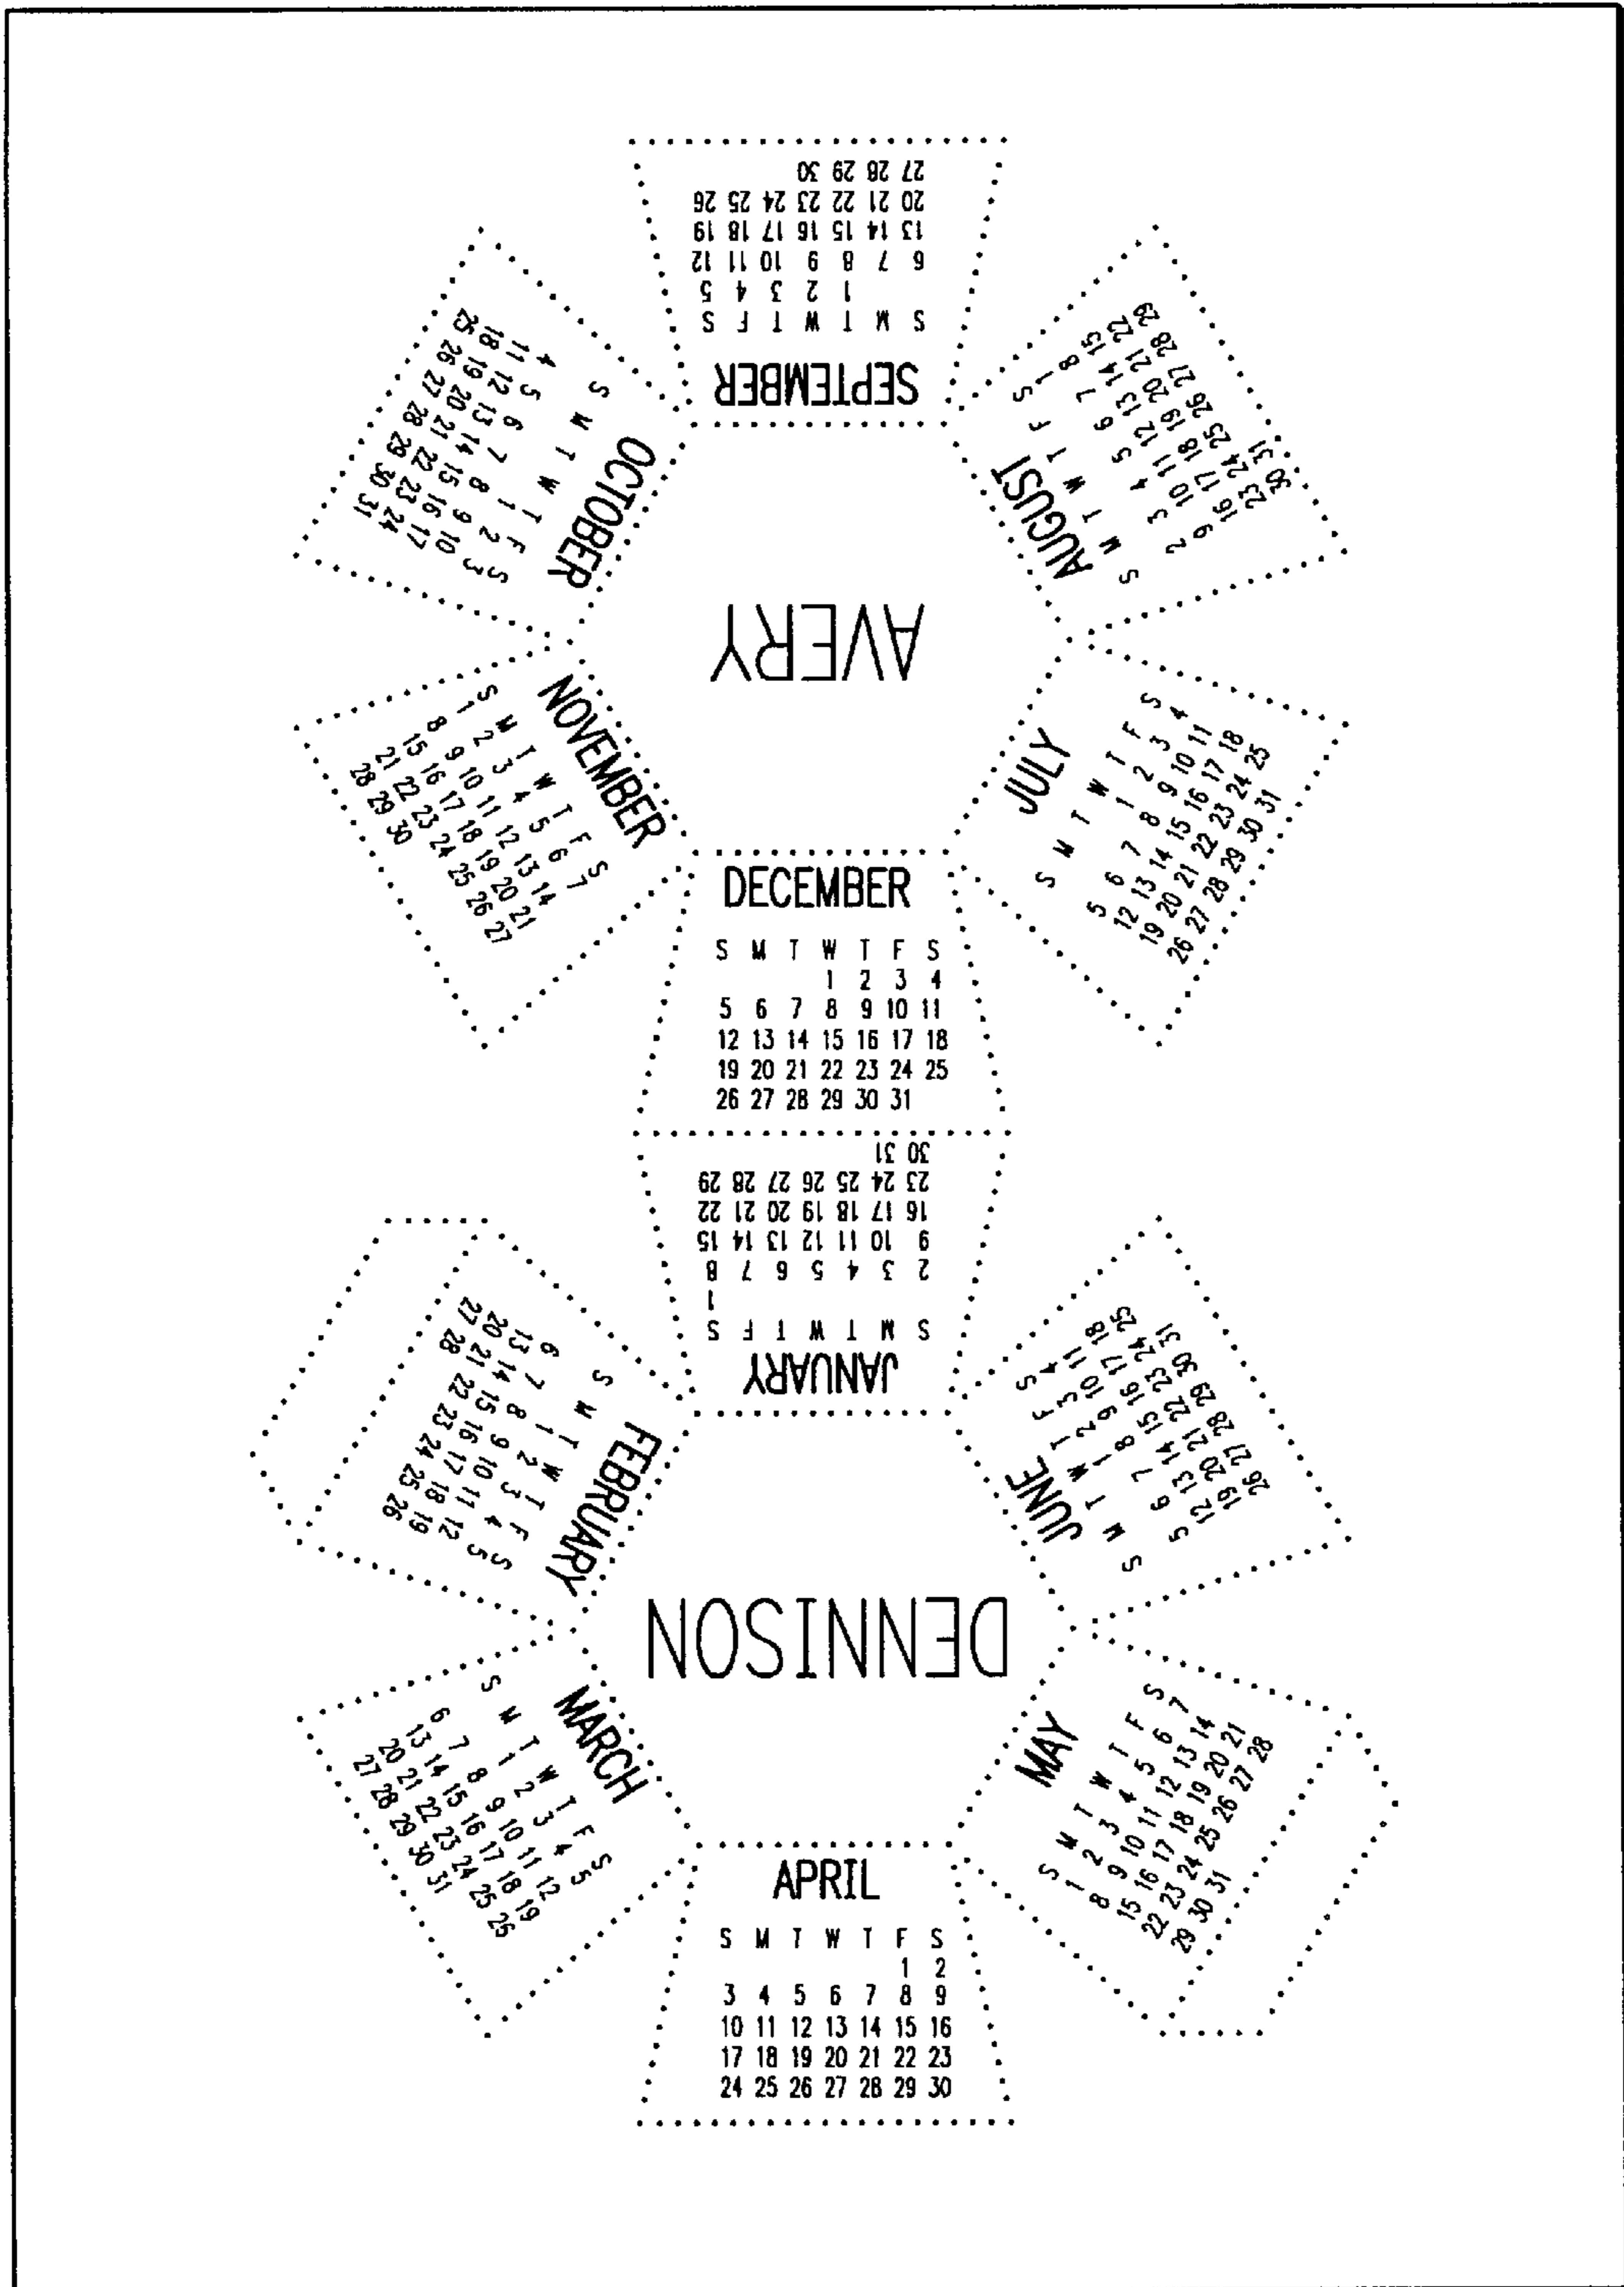 SEPTEMBER
S M T W T F S
1 2 3 4 5
6 7 8 9 10 11 12
13 14 15 16 17 18 19
20 21 22 23 24 25 26
27 28 29 30
OCTOBER
S M T W T F S
1 2 3
4 5 6 7 8 9 10
11 12 13 14 15 16 17
18 19 20 21 22 23 24
25 26 27 28 29 30 31
AUGUST
S M T W T F S
1
2 3 4 5 6 7 8
9 10 11 12 13 14 15
16 17 18 19 20 21 22
23 24 25 26 27 28 29
30 31
AVERY
NOVEMBER
S M T W T F S
1 2 3 4 5 6 7
8 9 10 11 12 13 14
15 16 17 18 19 20 21
21 22 23 24 25 26 27
28 29 30
JULY
S M T W T F S
1 2 3 4
5 6 7 8 9 10 11
12 13 14 15 16 17 18
19 20 21 22 23 24 25
26 27 28 29 30 31
DECEMBER
S M T W T F S
1 2 3 4
5 6 7 8 9 10 11
12 13 14 15 16 17 18
19 20 21 22 23 24 25
26 27 28 29 30 31
JANUARY
S M T W T F S
1
2 3 4 5 6 7 8
9 10 11 12 13 14 15
16 17 18 19 20 21 22
23 24 25 26 27 28 29
30 31
FEBRUARY
S M T W T F S
1 2 3 4 5
6 7 8 9 10 11 12
13 14 15 16 17 18 19
20 21 22 23 24 25 26
27 28
JUNE
S M T W T F S
1 2 3 4
5 6 7 8 9 10 11
12 13 14 15 16 17 18
19 20 21 22 23 24 25
26 27 28 29 30 31
DENNISON
MARCH
S M T W T F S
1 2 3 4 5
6 7 8 9 10 11 12
13 14 15 16 17 18 19
20 21 22 23 24 25 26
27 28 29 30 31
MAY
S M T W T F S
1 2 3 4 5 6 7
8 9 10 11 12 13 14
15 16 17 18 19 20 21
22 23 24 25 26 27 28
29 30 31
APRIL
S M T W T F S
1 2
3 4 5 6 7 8 9
10 11 12 13 14 15 16
17 18 19 20 21 22 23
24 25 26 27 28 29 30